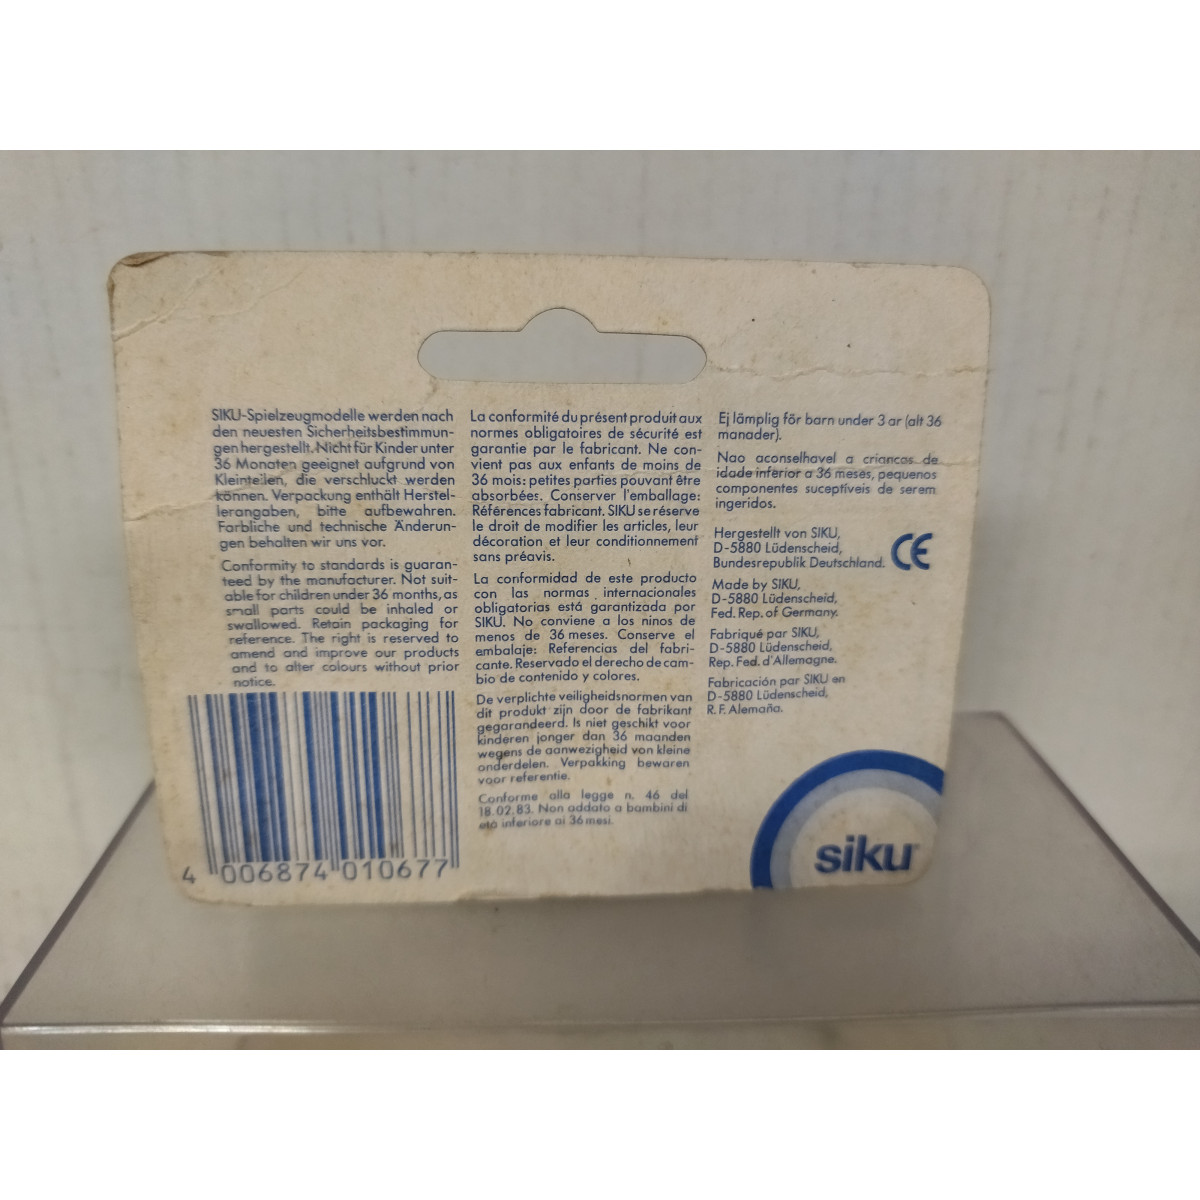 SIKU-Spielzeugmodelle werden nach
den neuesten Sicherheitsbestimmun-
gen hergestellt. Nicht für Kinder unter
36 Monaten geeignet aufgrund von
Kleinteilen, die verschluckt werden
können. Verpackung enthält Herstel-
lerangaben, bitte aufbewahren.
Farbliche und technische Änderun-
gen behalten wir uns vor.
Conformity to standards is guaran-
teed by the manufacturer. Not suit-
able for children under 36 months, as
small parts could be inhaled or
swallowed. Retain packaging for
reference. The right is reserved to
amend and improve our products
and to alter colours without prior
notice.
4 006874 010677
La conformité du présent produit aux
normes obligatoires de sécurité est
garantie par le fabricant. Ne con-
vient pas aux enfants de moins de
36 mois: petites parties pouvant être
absorbées. Conserver l'emballage:
Références fabricant. SIKU se réserve
le droit de modifier les articles, leur
décoration et leur conditionnement
sans préavis.
La conformidad de este producto
con las normas internacionales
obligatorias está garantizada por
SIKU. No conviene a los ninos de
menos de 36 meses. Conserve el
embalaje: Referencias del fabri-
cante. Reservado el derecho de cam-
bio de contenido y colores.
De verplichte veiligheidsnormen van
dit produkt zijn door de fabrikant
gegarandeerd. Is niet geschikt voor
kinderen jonger dan 36 maanden
wegens de aanwezigheid von kleine
onderdelen. Verpakking bewaren
voor referentie.
Conforme alla legge n. 46 del
18.02.83. Non addato a bambini di
età inferiore ai 36 mesi.
Ej lämplig för barn under 3 ar (alt 36
manader).
Nao aconselhavel a criancas de
idade inferior a 36 meses, pequenos
componentes suceptíveis de serem
ingeridos.
Hergestellt von SIKU,
D-5880 Lüdenscheid,
Bundesrepublik Deutschland.
CE
Made by SIKU,
D-5880 Lüdenscheid,
Fed. Rep. of Germany.
Fabriqué par SIKU,
D-5880 Lüdenscheid,
Rep. Fed. d'Allemagne.
Fabricación par SIKU en
D-5880 Lüdenscheid,
R. F. Alemaña.
siku